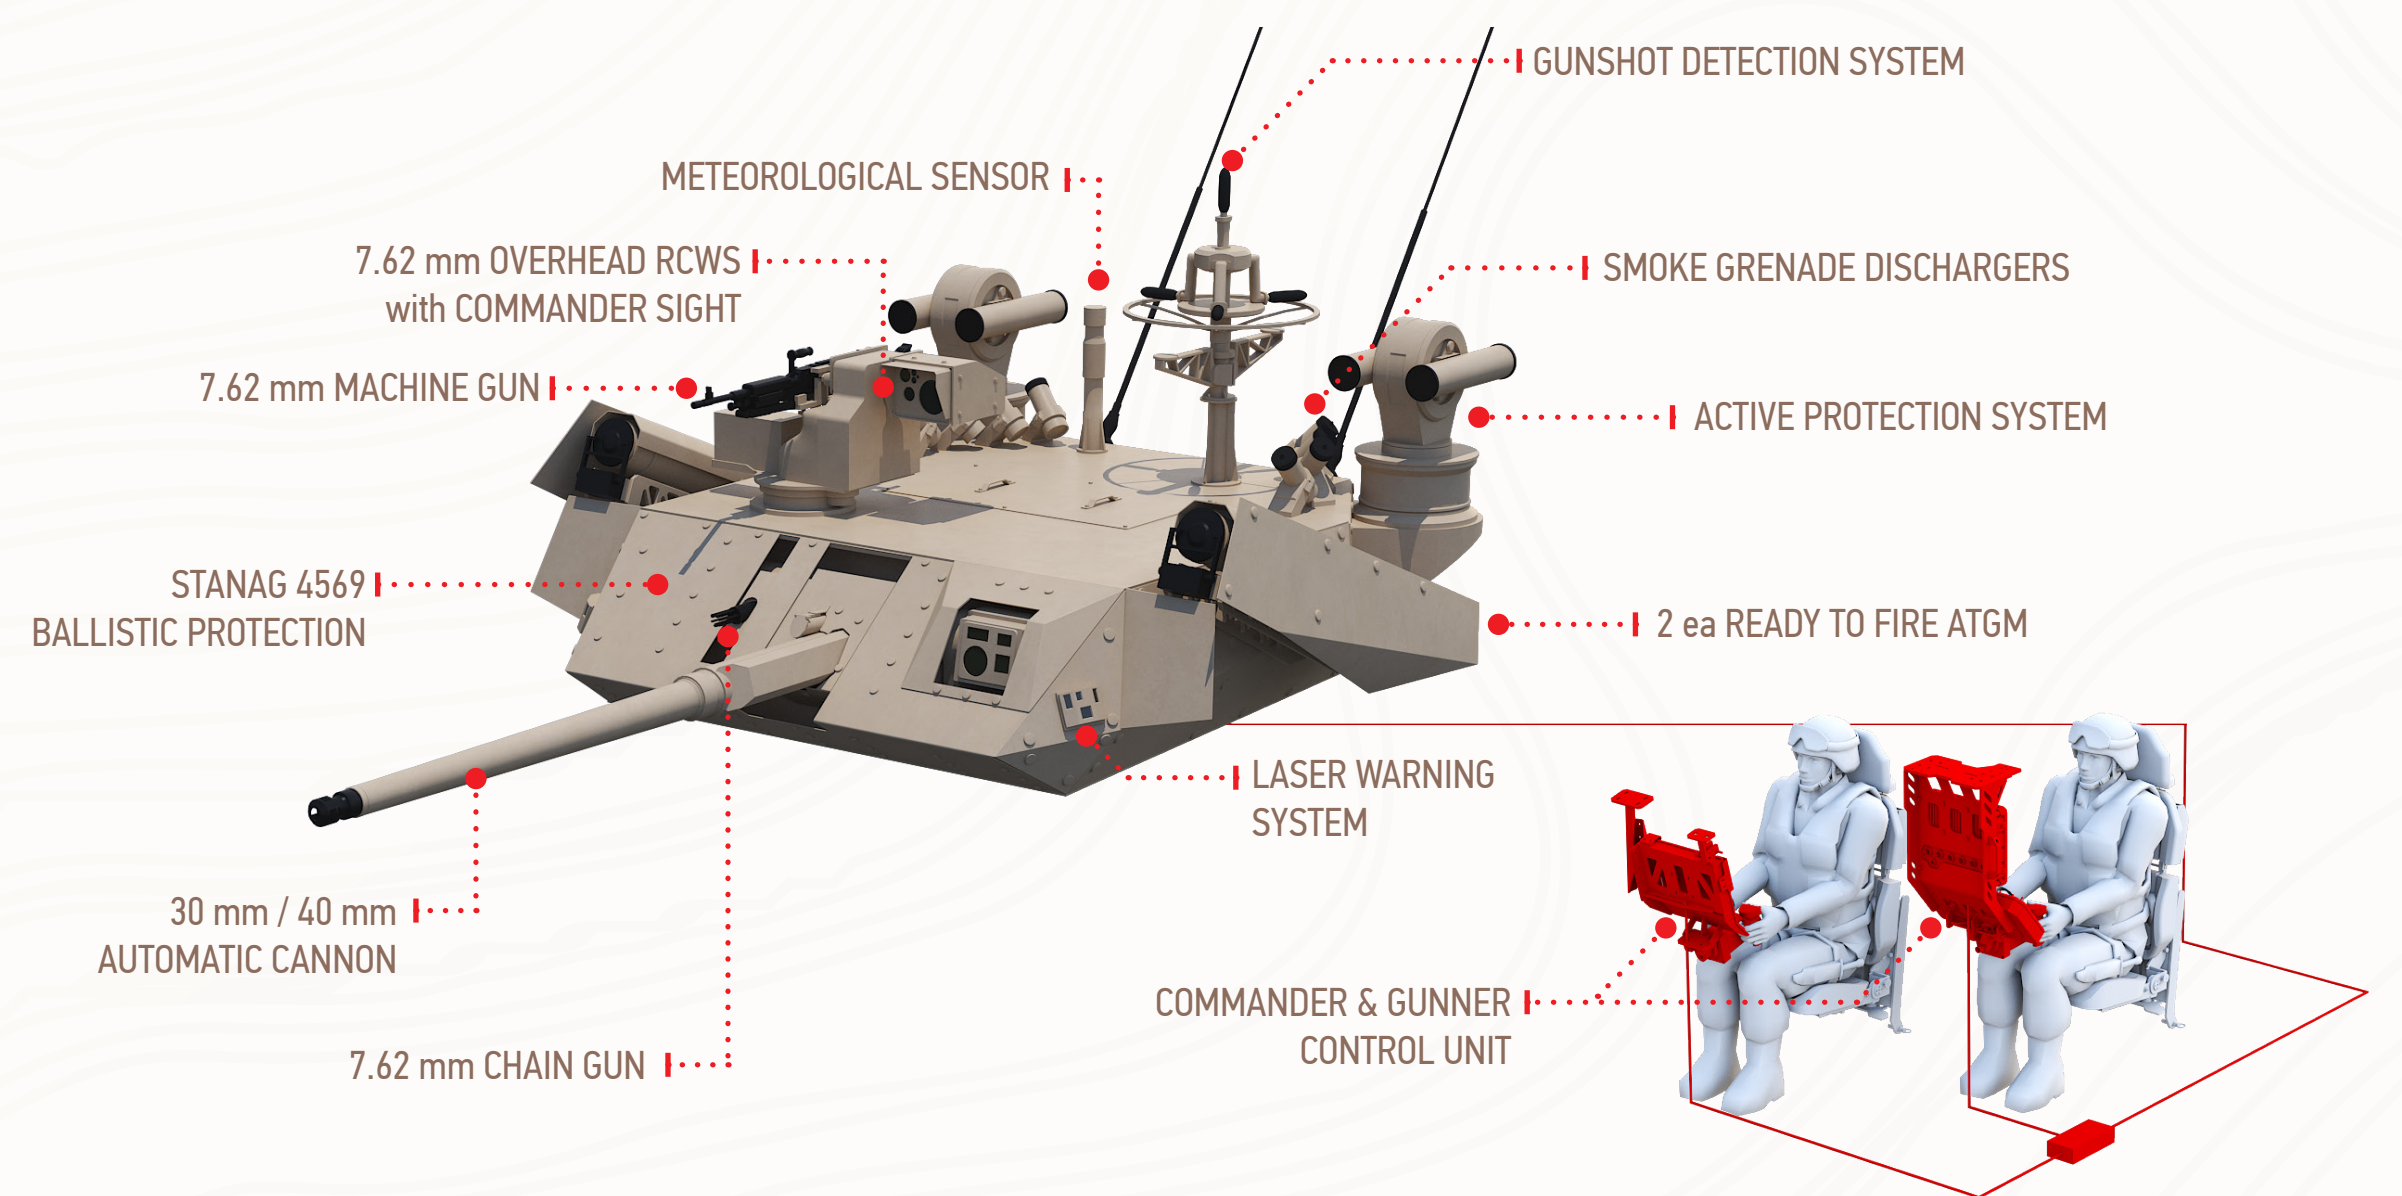 GUNSHOT DETECTION SYSTEM
METEOROLOGICAL SENSOR
7.62 mm OVERHEAD RCWS
with COMMANDER SIGHT
SMOKE GRENADE DISCHARGERS
7.62 mm MACHINE GUN
ACTIVE PROTECTION SYSTEM
STANAG 4569
BALLISTIC PROTECTION
2 ea READY TO FIRE ATGM
LASER WARNING
SYSTEM
30 mm / 40 mm
AUTOMATIC CANNON
COMMANDER & GUNNER
CONTROL UNIT
7.62 mm CHAIN GUN